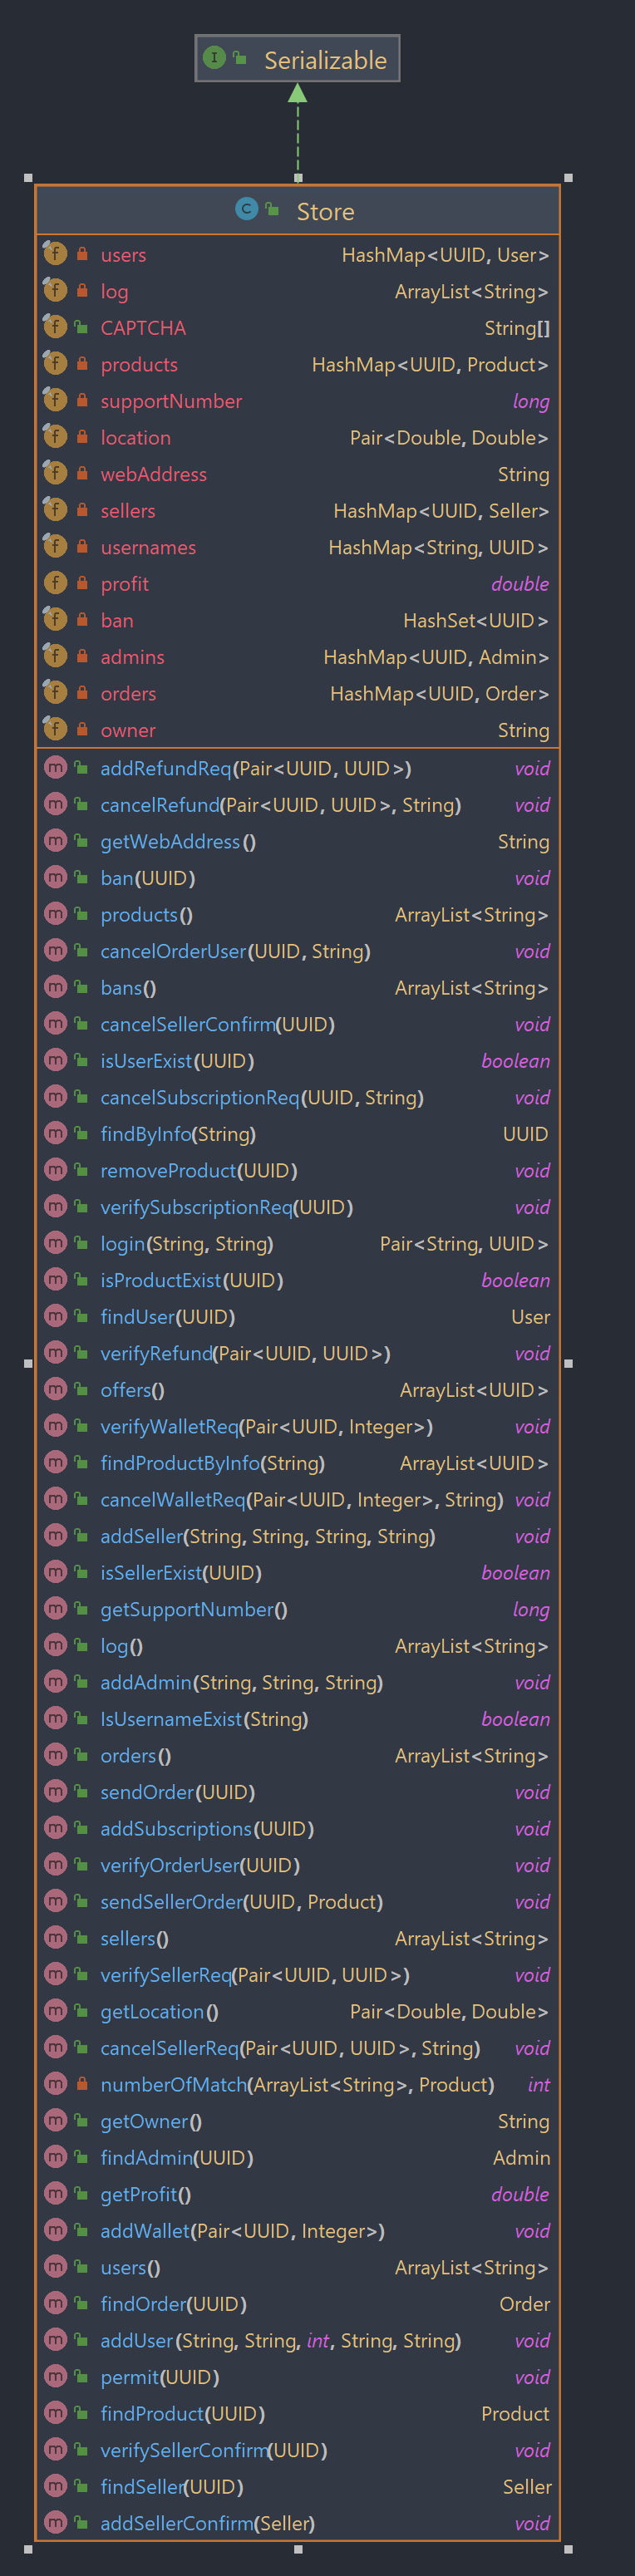 Serializable
Store
users HashMap<UUID, User>
log ArrayList<String>
CAPTCHA String[]
products HashMap<UUID, Product>
supportNumber long
location Pair<Double, Double>
webAddress String
sellers HashMap<UUID, Seller>
usernames HashMap<String, UUID>
profit double
ban HashSet<UUID>
admins HashMap<UUID, Admin>
orders HashMap<UUID, Order>
owner String
addRefundReq(Pair<UUID, UUID>) void
cancelRefund(Pair<UUID, UUID>, String) void
getWebAddress() String
ban(UUID) void
products() ArrayList<String>
cancelOrderUser(UUID, String) void
bans() ArrayList<String>
cancelSellerConfirm(UUID) void
isUserExist(UUID) boolean
cancelSubscriptionReq(UUID, String) void
findByInfo(String) UUID
removeProduct(UUID) void
verifySubscriptionReq(UUID) void
login(String, String) Pair<String, UUID>
isProductExist(UUID) boolean
findUser(UUID) User
verifyRefund(Pair<UUID, UUID>) void
offers() ArrayList<UUID>
verifyWalletReq(Pair<UUID, Integer>) void
findProductByInfo(String) ArrayList<UUID>
cancelWalletReq(Pair<UUID, Integer>, String) void
addSeller(String, String, String, String) void
isSellerExist(UUID) boolean
getSupportNumber() long
log() ArrayList<String>
addAdmin(String, String, String) void
IsUsernameExist(String) boolean
orders() ArrayList<String>
sendOrder(UUID) void
addSubscriptions(UUID) void
verifyOrderUser(UUID) void
sendSellerOrder(UUID, Product) void
sellers() ArrayList<String>
verifySellerReq(Pair<UUID, UUID>) void
getLocation() Pair<Double, Double>
cancelSellerReq(Pair<UUID, UUID>, String) void
numberOfMatch(ArrayList<String>, Product) int
getOwner() String
findAdmin(UUID) Admin
getProfit() double
addWallet(Pair<UUID, Integer>) void
users() ArrayList<String>
findOrder(UUID) Order
addUser(String, String, int, String, String) void
permit(UUID) void
findProduct(UUID) Product
verifySellerConfirm(UUID) void
findSeller(UUID) Seller
addSellerConfirm(Seller) void